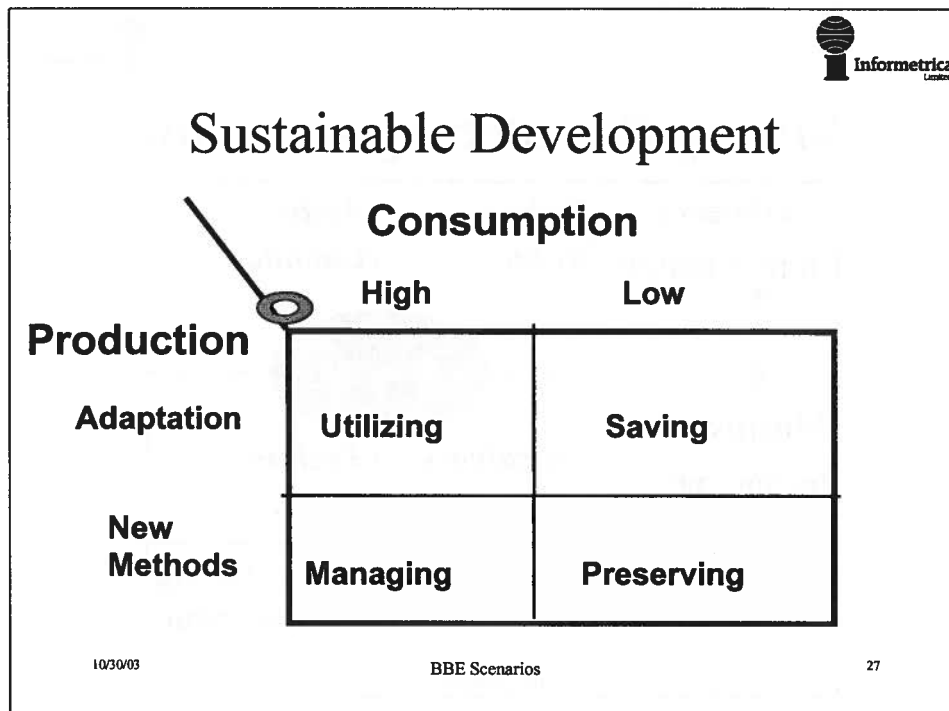 Informetrica
Limited
Sustainable Development
Consumption
High Low
Production
Adaptation Utilizing Saving
New
Methods Managing Preserving
10/30/03 BBE Scenarios 27